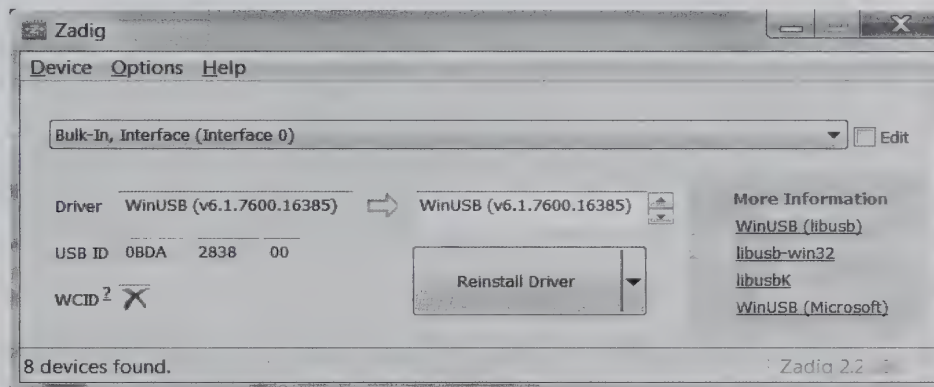 Zadig
Device Options Help
Bulk-In, Interface (Interface 0)
Edit
Driver WinUSB (v6.1.7600.16385) WinUSB (v6.1.7600.16385)
USB ID 0BDA 2838 00
WCID ?
Reinstall Driver
More Information
WinUSB (libusb)
libusb-win32
libusbK
WinUSB (Microsoft)
8 devices found.
Zadig 2.2